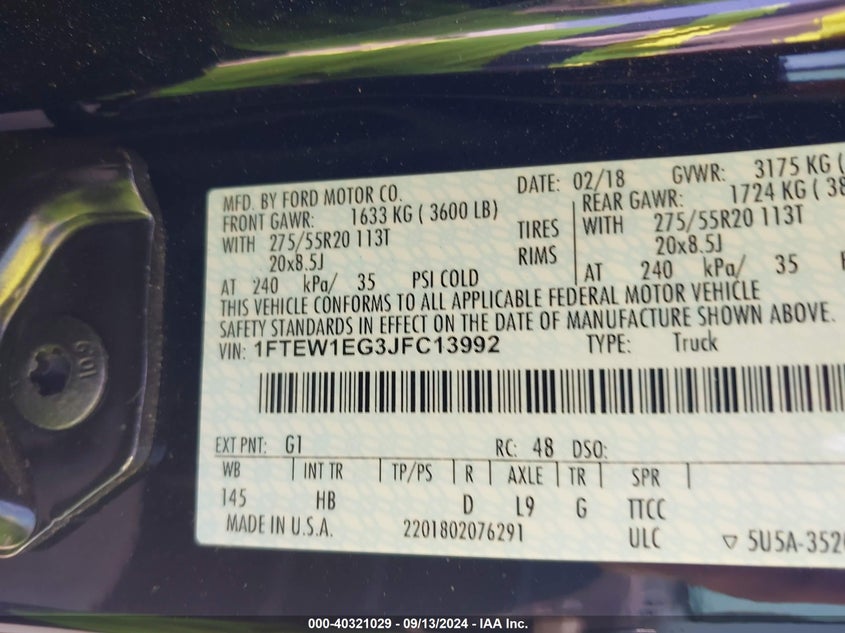 MFD. BY FORD MOTOR CO.
DATE: 02/18 GVWR: 3175 KG (
FRONT GAWR: 1633 KG ( 3600 LB)
REAR GAWR: 1724 KG ( 38
WITH 275/55R20 113T TIRES WITH 275/55R20 113T
20x8.5J RIMS 20x8.5J
AT 240 kPa/ 35 PSI COLD AT 240 kPa/ 35
THIS VEHICLE CONFORMS TO ALL APPLICABLE FEDERAL MOTOR VEHICLE
SAFETY STANDARDS IN EFFECT ON THE DATE OF MANUFACTURE SHOWN ABOVE.
VIN: 1FTEW1EG3JFC13992 TYPE: Truck
EXT PNT: G1 RC: 48 DSO:
WB INT TR TP/PS R AXLE TR SPR
145 HB D L9 G TTCC
MADE IN U.S.A. 2201802076291 ULC ▽ 5U5A-3520
10.9
000-40321029 - 09/13/2024 - IAA Inc.